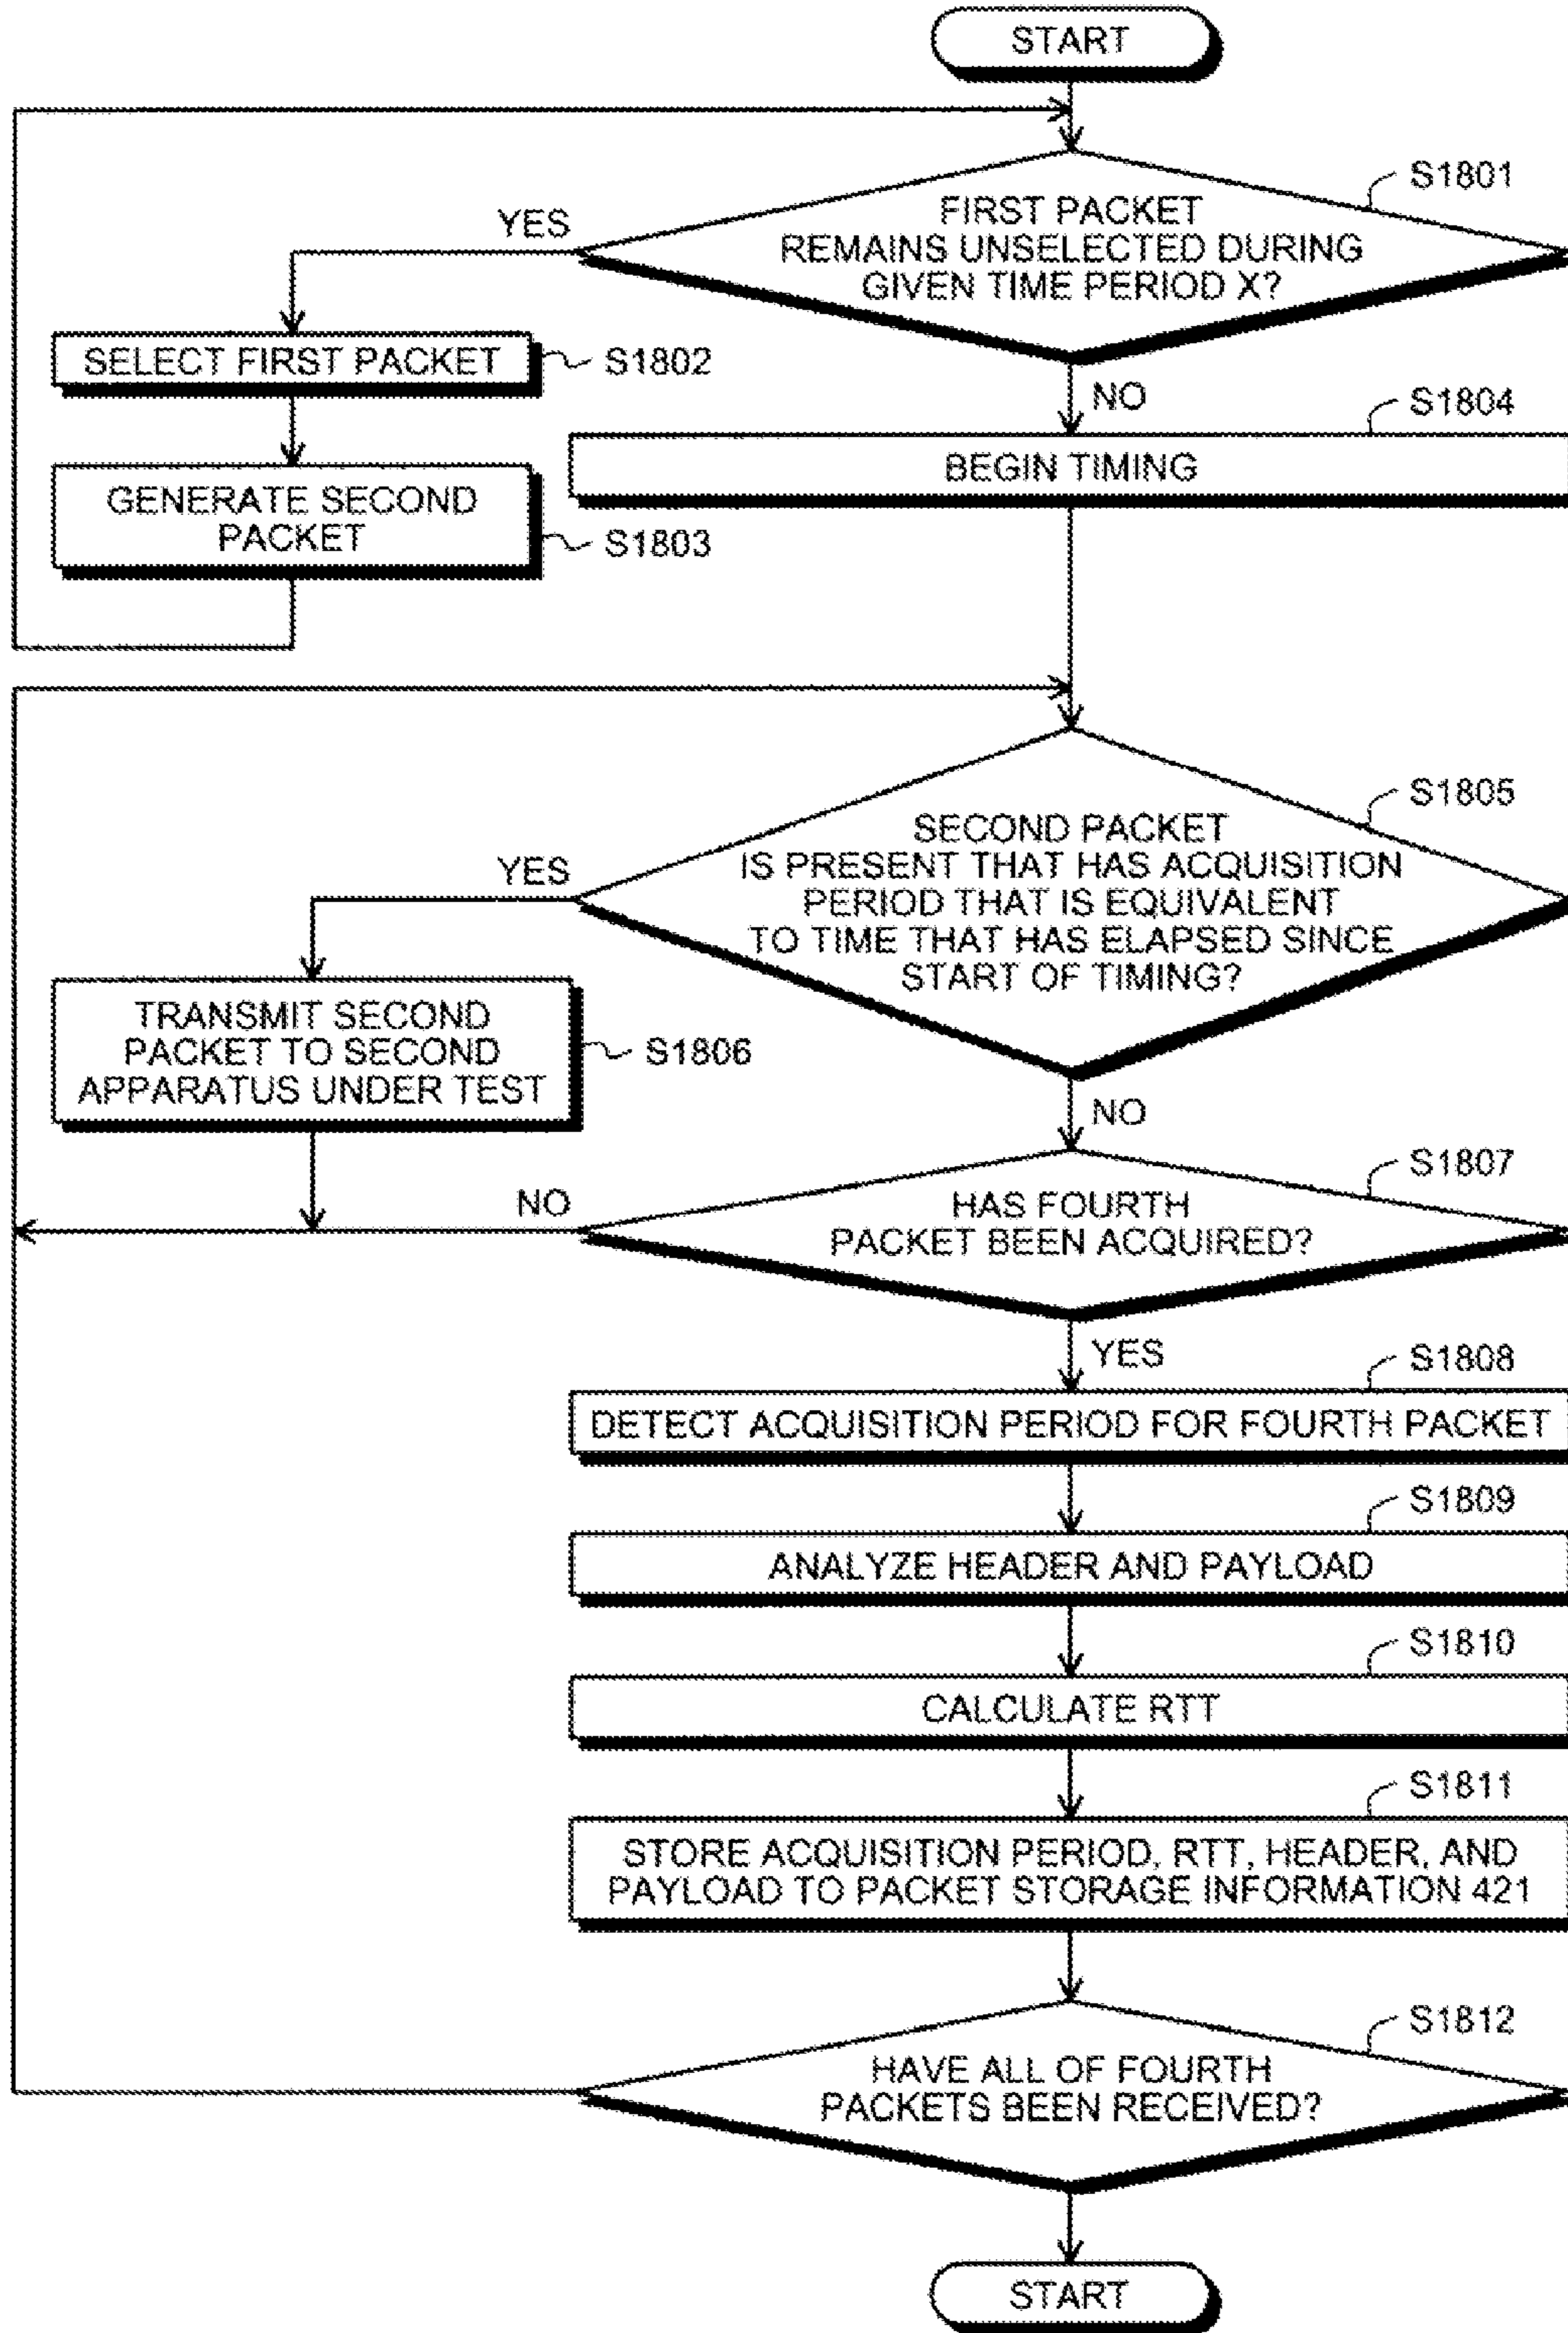 START
S1801
FIRST PACKET
REMAINS UNSELECTED DURING
GIVEN TIME PERIOD X?
YES
NO
SELECT FIRST PACKET
S1802
S1804
BEGIN TIMING
GENERATE SECOND
PACKET
S1803
S1805
SECOND PACKET
IS PRESENT THAT HAS ACQUISITION
PERIOD THAT IS EQUIVALENT
TO TIME THAT HAS ELAPSED SINCE
START OF TIMING?
YES
NO
TRANSMIT SECOND
PACKET TO SECOND
APPARATUS UNDER TEST
S1806
S1807
HAS FOURTH
PACKET BEEN ACQUIRED?
NO
YES
S1808
DETECT ACQUISITION PERIOD FOR FOURTH PACKET
S1809
ANALYZE HEADER AND PAYLOAD
S1810
CALCULATE RTT
S1811
STORE ACQUISITION PERIOD, RTT, HEADER, AND
PAYLOAD TO PACKET STORAGE INFORMATION 421
S1812
HAVE ALL OF FOURTH
PACKETS BEEN RECEIVED?
START